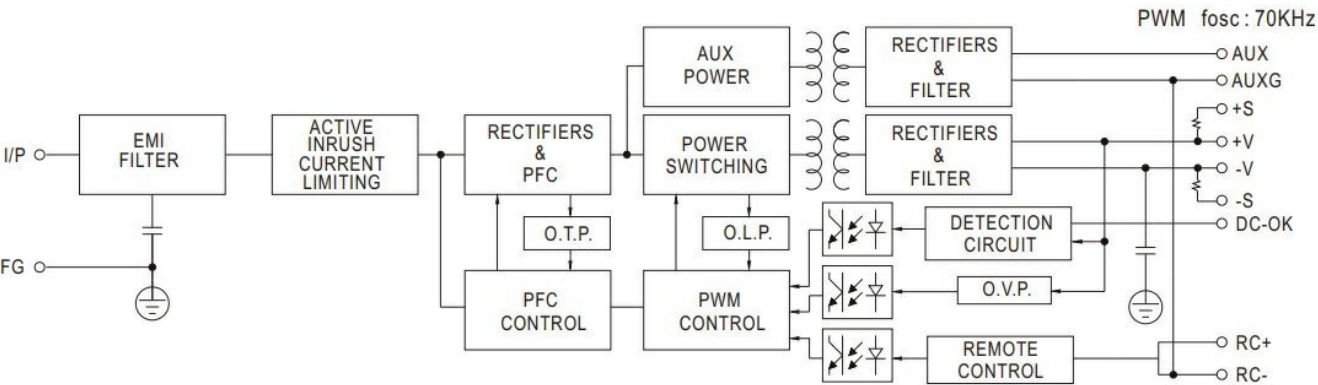 PWM fosc : 70KHz
AUX
POWER
RECTIFIERS
&
FILTER
AUX
AUXG
+S
I/P
EMI
FILTER
ACTIVE
INRUSH
CURRENT
LIMITING
RECTIFIERS
&
PFC
POWER
SWITCHING
RECTIFIERS
&
FILTER
+V
-V
-S
O.T.P.
O.L.P.
DETECTION
CIRCUIT
DC-OK
FG
PFC
CONTROL
PWM
CONTROL
O.V.P.
REMOTE
CONTROL
RC+
RC-